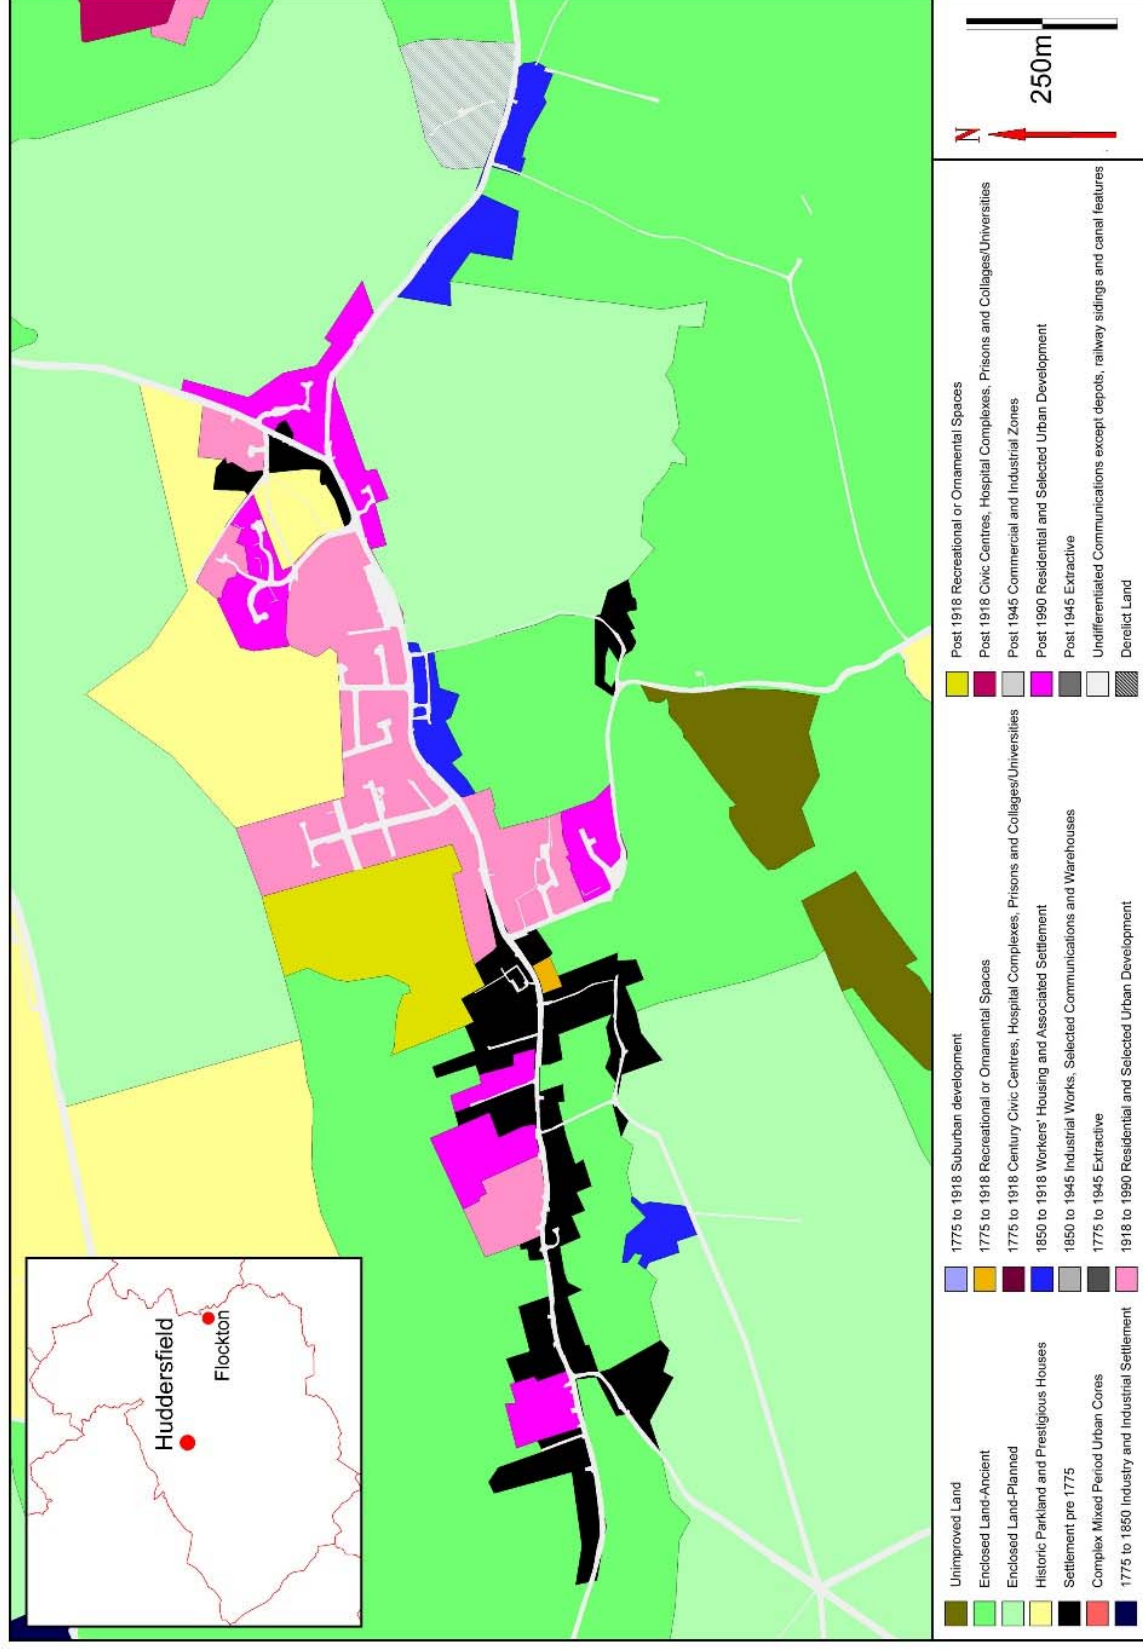 Huddersfield
Flockton
Unimproved Land
Enclosed Land-Ancient
Enclosed Land-Planned
Historic Parkland and Prestigious Houses
Settlement pre 1775
Complex Mixed Period Urban Cores
1775 to 1850 Industry and Industrial Settlement
1775 to 1918 Suburban development
1775 to 1918 Recreational or Ornamental Spaces
1775 to 1918 Century Civic Centres, Hospital Complexes, Prisons and Collages/Universities
1850 to 1918 Workers' Housing and Associated Settlement
1850 to 1945 Industrial Works, Selected Communications and Warehouses
1775 to 1945 Extractive
1918 to 1990 Residential and Selected Urban Development
Post 1918 Recreational or Ornamental Spaces
Post 1918 Civic Centres, Hospital Complexes, Prisons and Collages/Universities
Post 1945 Commercial and Industrial Zones
Post 1990 Residential and Selected Urban Development
Post 1945 Extractive
Undifferentiated Communications except depots, railway sidings and canal features
Derelict Land
N
250m